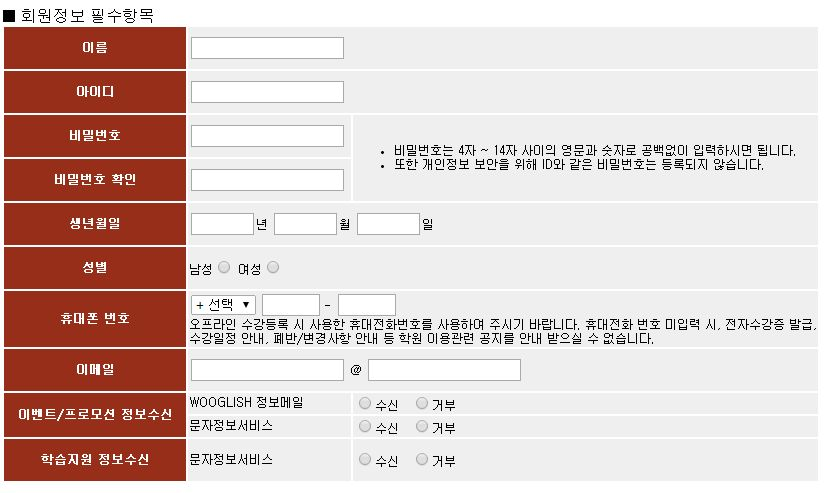 ■ 회원정보 필수항목
이름
아이디
비밀번호
• 비밀번호는 4자 ~ 14자 사이의 영문과 숫자로 공백없이 입력하시면 됩니다.
• 또한 개인정보 보안을 위해 ID와 같은 비밀번호는 등록되지 않습니다.
비밀번호 확인
생년월일 년 월 일
성별 남성 여성
휴대폰 번호 + 선택 ▼ -
오프라인 수강등록 시 사용한 휴대전화번호를 사용하여 주시기 바랍니다. 휴대전화 번호 미입력 시, 전자수강증 발급,
수강일정 안내, 폐반/변경사항 안내 등 학원 이용관련 공지를 안내 받으실 수 없습니다.
이메일 @
이벤트/프로모션 정보수신
WOOGLISH 정보메일 수신 거부
문자정보서비스 수신 거부
학습지원 정보수신 문자정보서비스 수신 거부